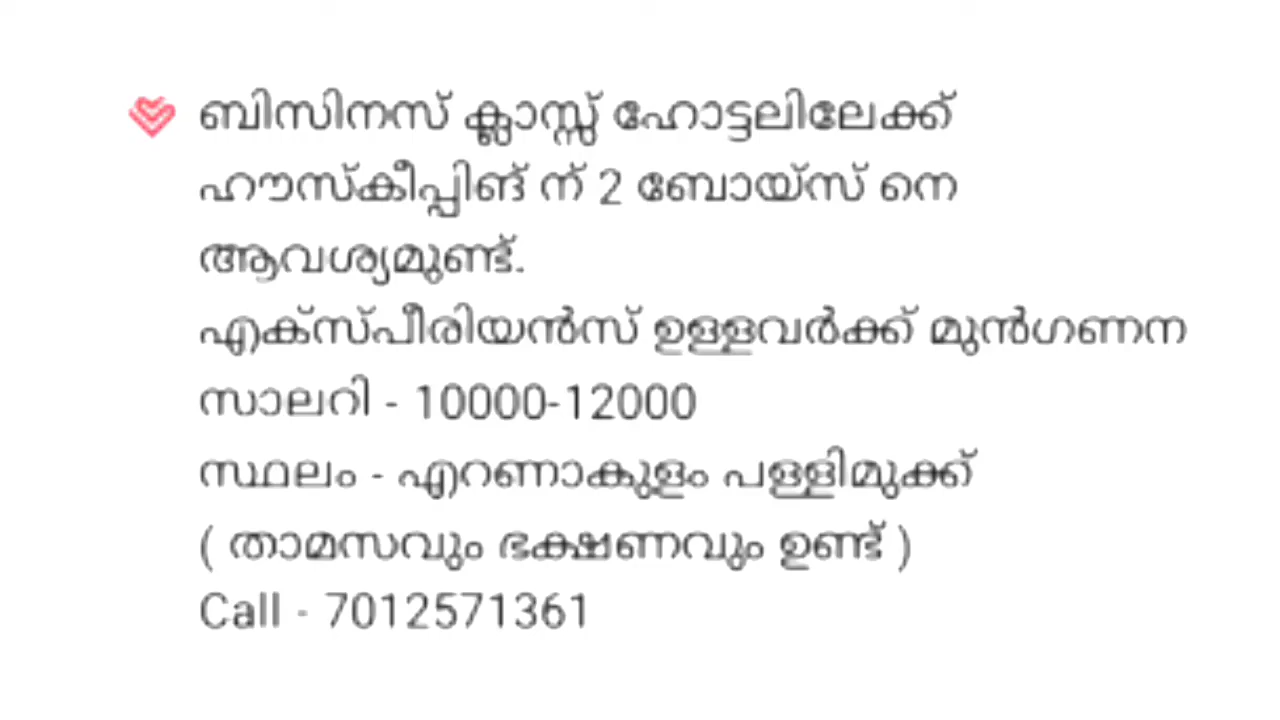 ബിസിനസ് ക്ലാസ്സ് ഹോട്ടലിലേക്ക്
ഹൗസ്കീപ്പിങ് ന് 2 ബോയ്സ് നെ
ആവശ്യമുണ്ട്.
എക്സ്പീരിയൻസ് ഉള്ളവർക്ക് മുൻഗണന
സാലറി - 10000-12000
സ്ഥലം - എറണാകുളം പള്ളിമുക്ക്
( താമസവും ഭക്ഷണവും ഉണ്ട് )
Call - 7012571361